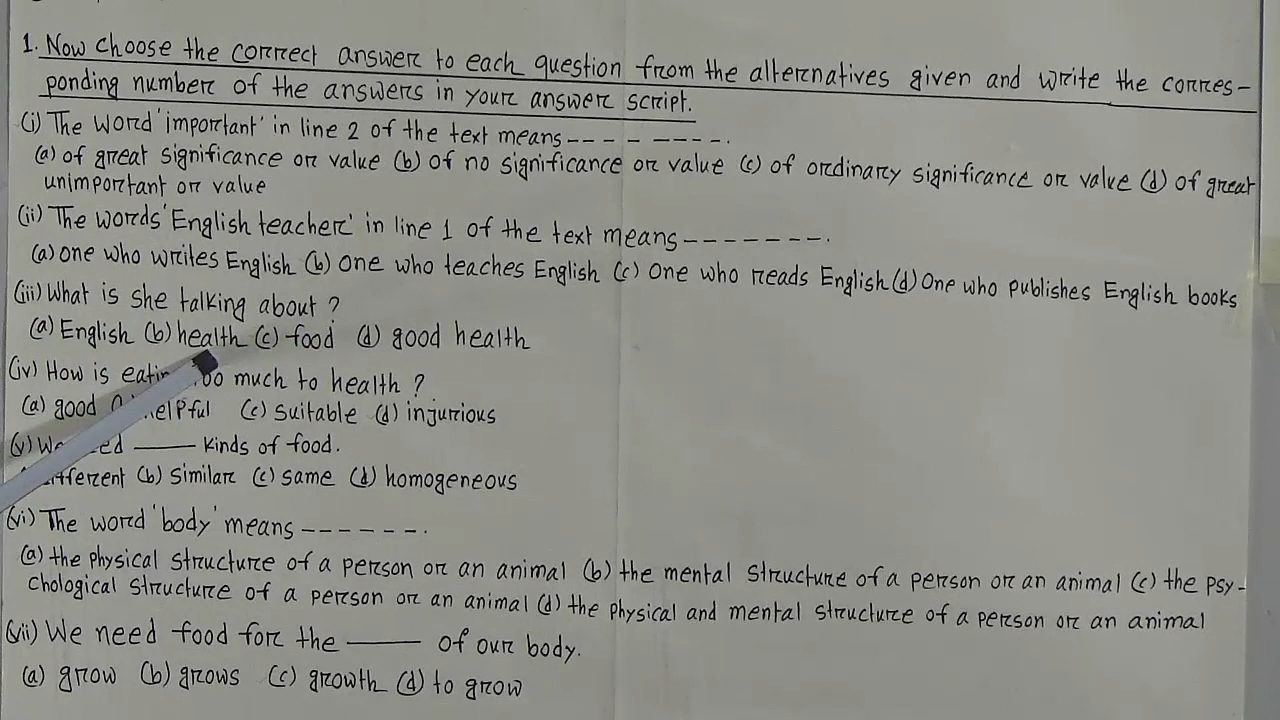 1. Now choose the correct answer to each question from the alternatives given and write the corres-
ponding number of the answers in your answer script.
(i) The word 'important' in line 2 of the text means---- ----.
(a) of great significance or value (b) of no significance or value (c) of ordinary significance or value (d) of great
unimportant or value
(ii) The words 'English teacher' in line 1 of the text means-------.
(a) one who writes English (b) One who teaches English (c) One who reads English (d) One who publishes English books
(iii) What is she talking about ?
(a) English (b) health (c) food (d) good health
(iv) How is much to health ?
(a) good (c) suitable (d) injurious
(v) ——— kinds of food.
(b) similar (c) same (d) homogeneous
(vi) The word 'body' means ------.
(a) the physical structure of a person or an animal (b) the mental structure of a person or an animal (c) the psy-
chological structure of a person or an animal (d) the physical and mental structure of a person or an animal
(vii) We need food for the ——— of our body.
(a) grow (b) grows (c) growth (d) to grow